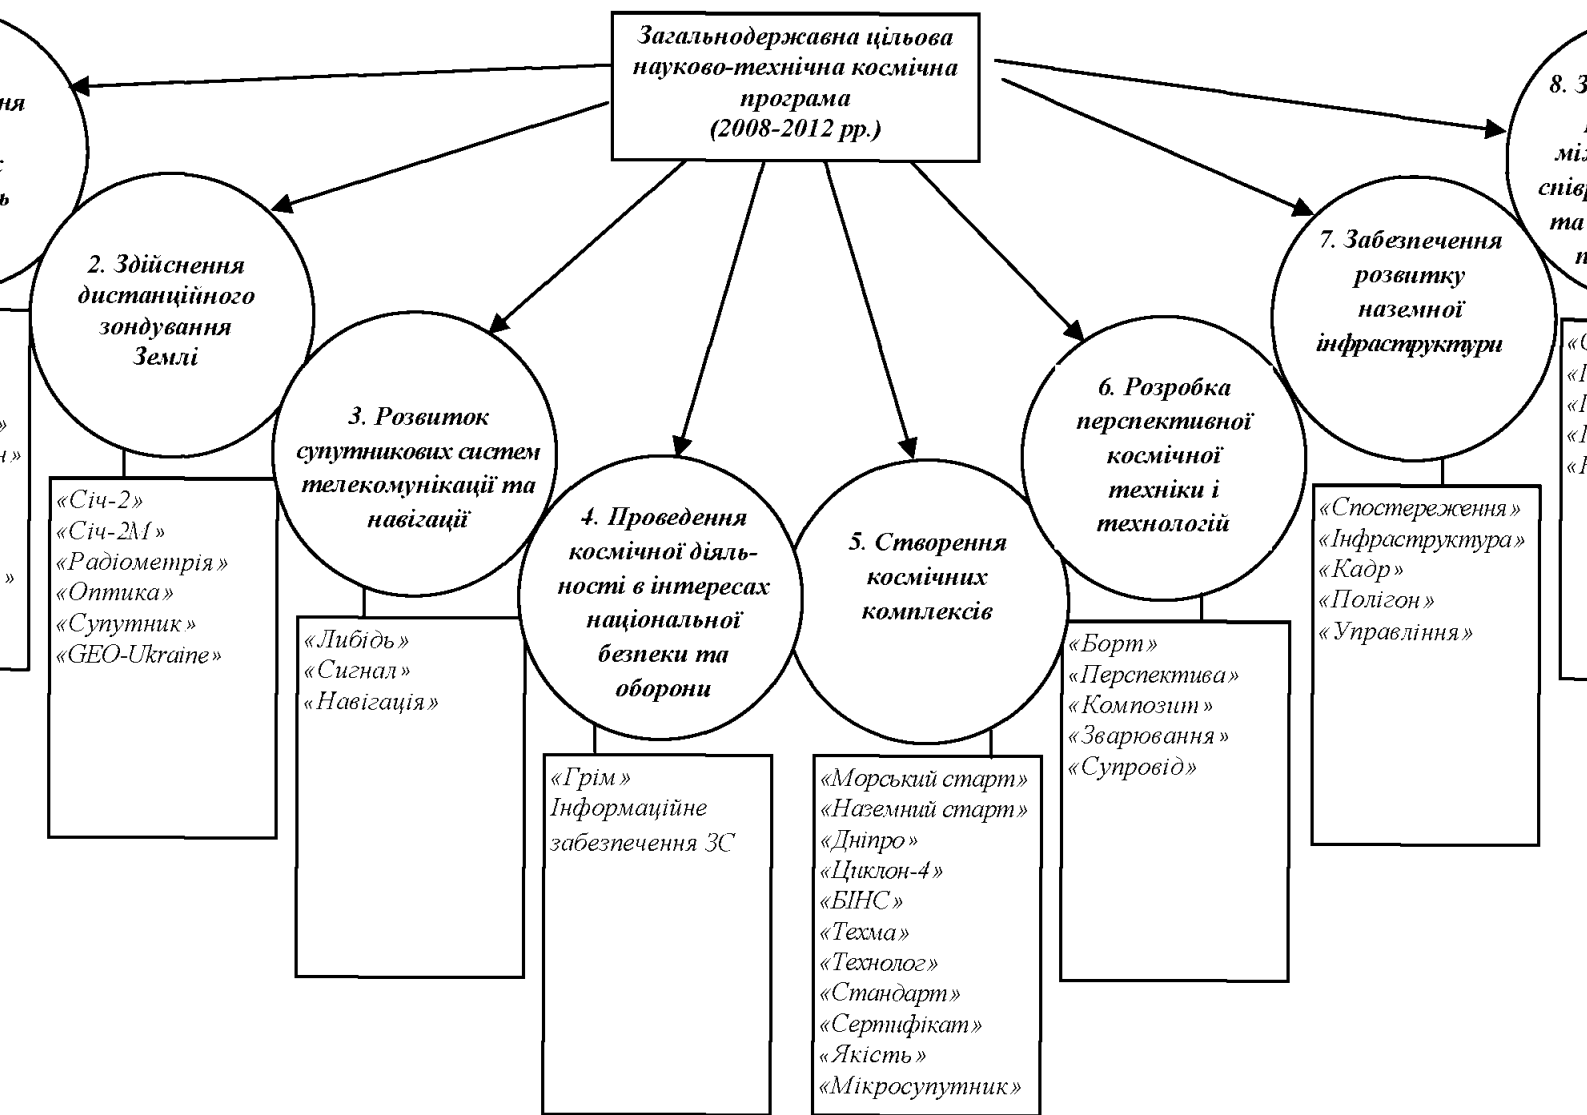 Загальнодержавна цільова
науково-технічна космічна
програма
(2008-2012 рр.)
2. Здійснення
дистанційного
зондування
Землі
«Січ-2»
«Січ-2М»
«Радіометрія»
«Оптика»
«Супутник»
«GEO-Ukraine»
3. Розвиток
супутникових систем
телекомунікації та
навігації
«Либідь»
«Сигнал»
«Навігація»
4. Проведення
космічної діяль-
ності в інтересах
національної
безпеки та
оборони
«Грім»
Інформаційне
забезпечення ЗС
5. Створення
космічних
комплексів
«Морський старт»
«Наземний старт»
«Дніпро»
«Циклон-4»
«БІНС»
«Техма»
«Технолог»
«Стандарт»
«Сертифікат»
«Якість»
«Мікросупутник»
6. Розробка
перспективної
космічної
техніки і
технологій
«Борт»
«Перспектива»
«Композит»
«Зварювання»
«Супровід»
7. Забезпечення
розвитку
наземної
інфраструктури
«Спостереження»
«Інфраструктура»
«Кадр»
«Полігон»
«Управління»
8.
та